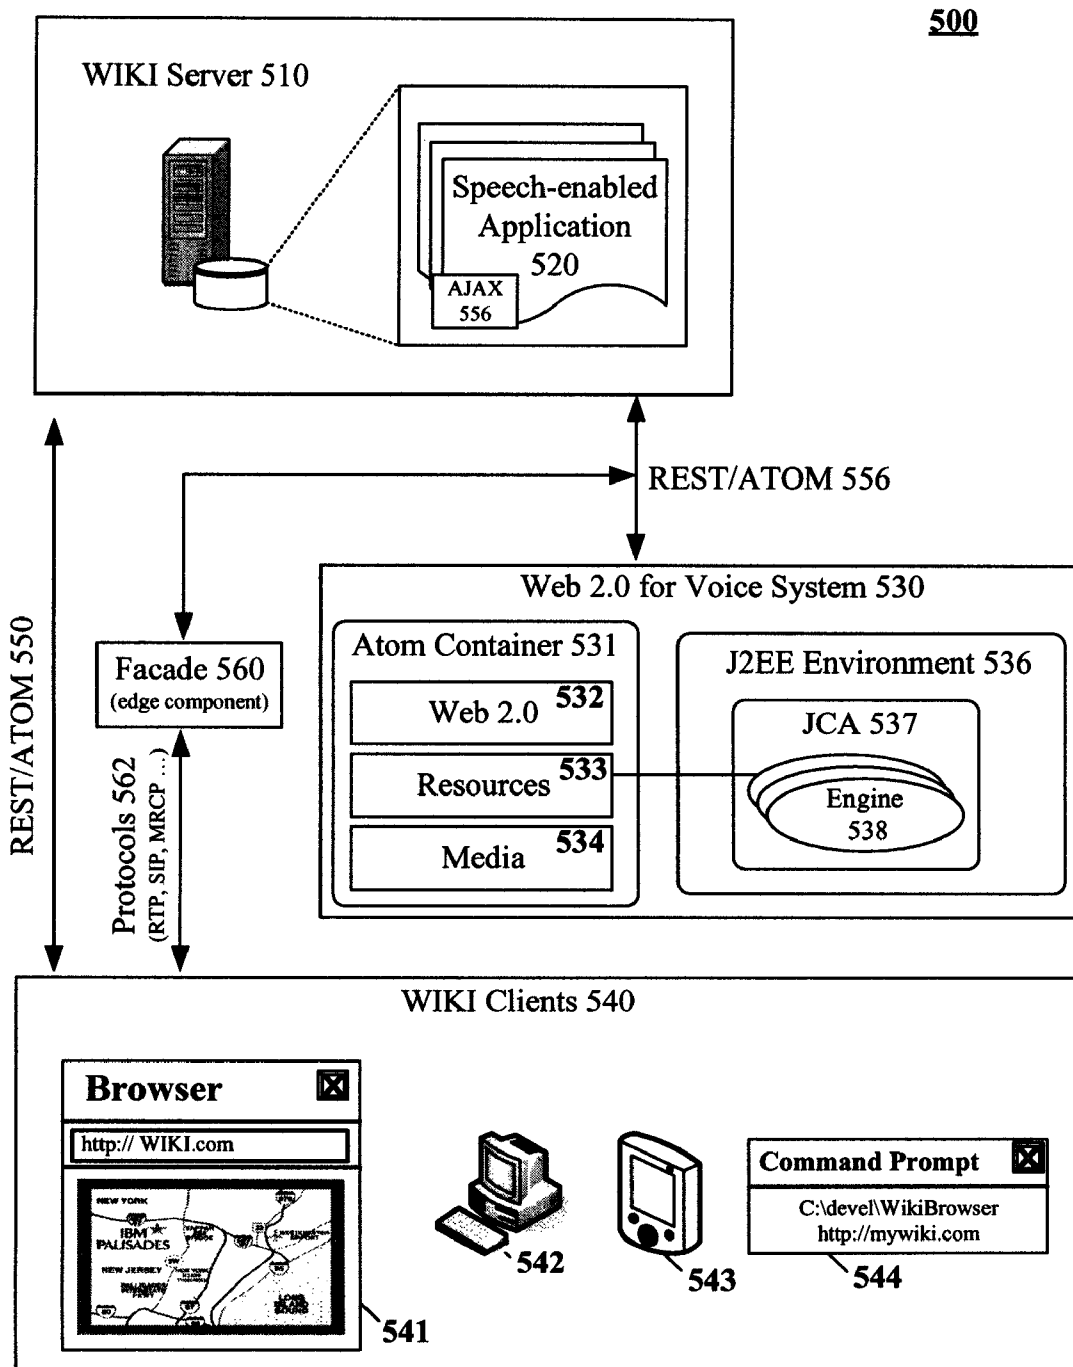 500
WIKI Server 510
Speech-enabled
Application
520
AJAX
556
REST/ATOM 550
REST/ATOM 556
Facade 560
(edge component)
Protocols 562
(RTP, SIP, MRCP ...)
Web 2.0 for Voice System 530
Atom Container 531
Web 2.0 532
Resources 533
Media 534
J2EE Environment 536
JCA 537
Engine
538
WIKI Clients 540
Browser
http:// WIKI.com
NEW YORK
IBM
PALISADES
NEW JERSEY
LONG
ISLAND
SOUND
541
542
543
Command Prompt
C:\devel\WikiBrowser
http://mywiki.com
544